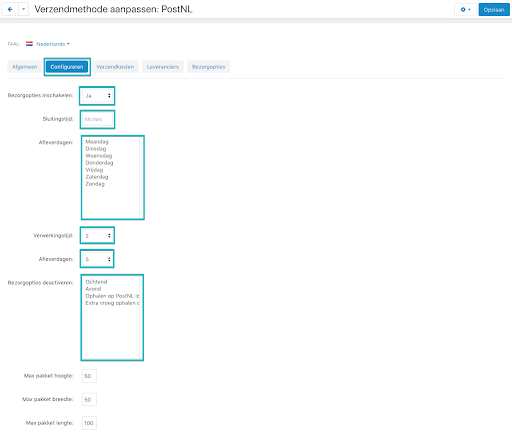 Verzendmethode aanpassen: PostNL
Opslaan
TAAL: Nederlands
Algemeen Configureren Verzendkosten Leveranciers Bezorgopties
Bezorgopties inschakelen: Ja
Sluitingstijd: hh:mm
Afleverdagen: Maandag
Dinsdag
Woensdag
Donderdag
Vrijdag
Zaterdag
Zondag
Verwerkingstijd: 2
Afleverdagen: 5
Bezorgopties deactiveren: Ochtend
Avond
Ophalen op PostNL lo
Extra vroeg ophalen o
Max pakket hoogte: 50
Max pakket breedte: 50
Max pakket lengte: 100